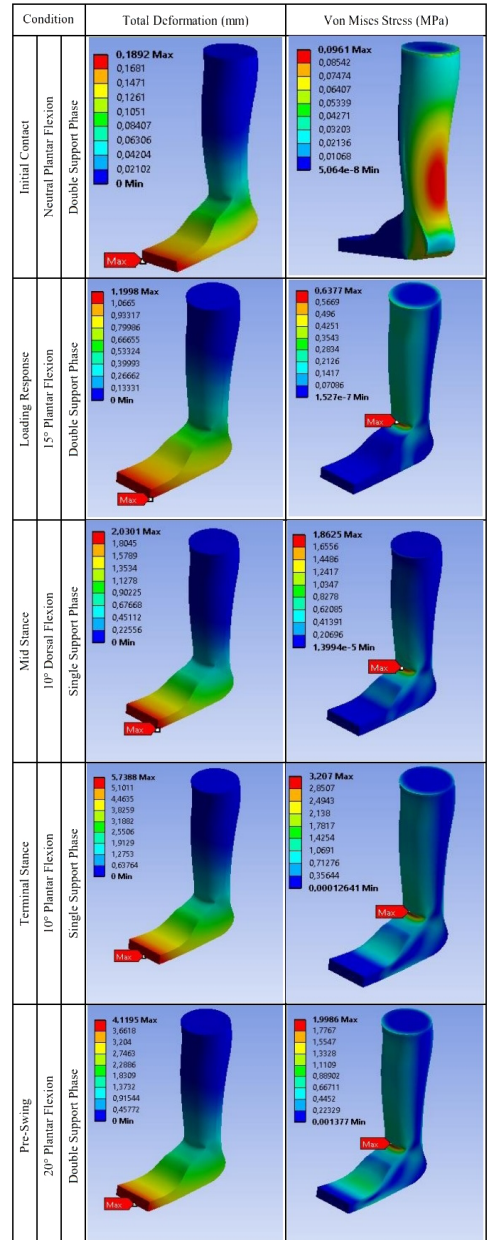 Condition
Total Deformation (mm)
Von Mises Stress (MPa)
Initial Contact
Neutral Plantar Flexion
Double Support Phase
0,1892 Max
0,1681
0,1471
0,1261
0,1051
0,08407
0,06306
0,04204
0,02102
0 Min
Max
0,0961 Max
0,08542
0,07474
0,06407
0,05339
0,04271
0,03203
0,02136
0,01068
5,064e-8 Min
Loading Response
15° Plantar Flexion
Double Support Phase
1,1998 Max
1,0665
0,93317
0,79986
0,66655
0,53324
0,39993
0,26662
0,13331
0 Min
Max
0,6377 Max
0,5669
0,496
0,4251
0,3543
0,2834
0,2126
0,1417
0,07086
1,527e-7 Min
Max
Mid Stance
10° Dorsal Flexion
Single Support Phase
2,0301 Max
1,8045
1,5789
1,3534
1,1278
0,90225
0,67668
0,45112
0,22556
0 Min
Max
1,8625 Max
1,6556
1,4486
1,2417
1,0347
0,8278
0,62085
0,41391
0,20696
1,3994e-5 Min
Max
Terminal Stance
10° Plantar Flexion
Single Support Phase
5,7388 Max
5,1011
4,4635
3,8259
3,1882
2,5506
1,9129
1,2753
0,63764
0 Min
Max
3,207 Max
2,8507
2,4943
2,138
1,7817
1,4254
1,0691
0,71276
0,35644
0,00012641 Min
Max
Pre-Swing
20° Plantar Flexion
Double Support Phase
4,1195 Max
3,6618
3,204
2,7463
2,2886
1,8309
1,3732
0,91544
0,45772
0 Min
Max
1,9986 Max
1,7767
1,5547
1,3328
1,1109
0,88902
0,66711
0,4452
0,22329
0,001377 Min
Max